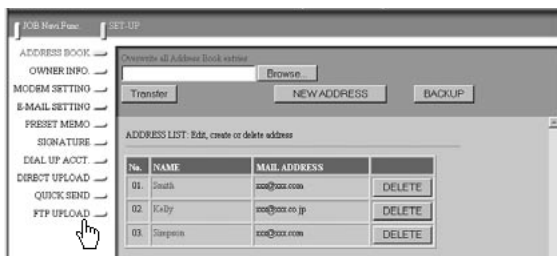 JOB Navi Func.
SET-UP
ADDRESS BOOK
OWNER INFO.
MODEM SETTING
E-MAIL SETTING
PRESET MEMO
SIGNATURE
DIAL UP ACCT.
DIRECT UPLOAD
QUICK SEND
FTP UPLOAD
Overwrite all Address Book entries
Browse...
Transfer NEW ADDRESS BACKUP
ADDRESS LIST: Edit, create or delete address
No. NAME MAIL ADDRESS
01. Smith xxx@xxx.com DELETE
02. Kelly xxx@xxx.co.jp DELETE
03. Simpson xxx@xxx.com DELETE